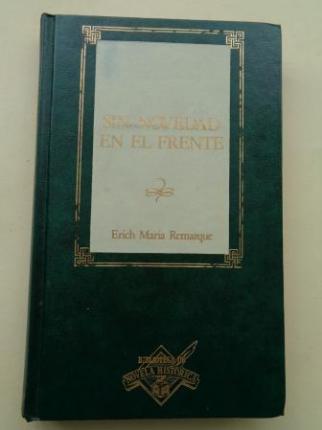 SIN NOVEDAD
EN EL FRENTE
Erich Maria Remarque
BIBLIOTECA DE
NOVELA HISTORICA